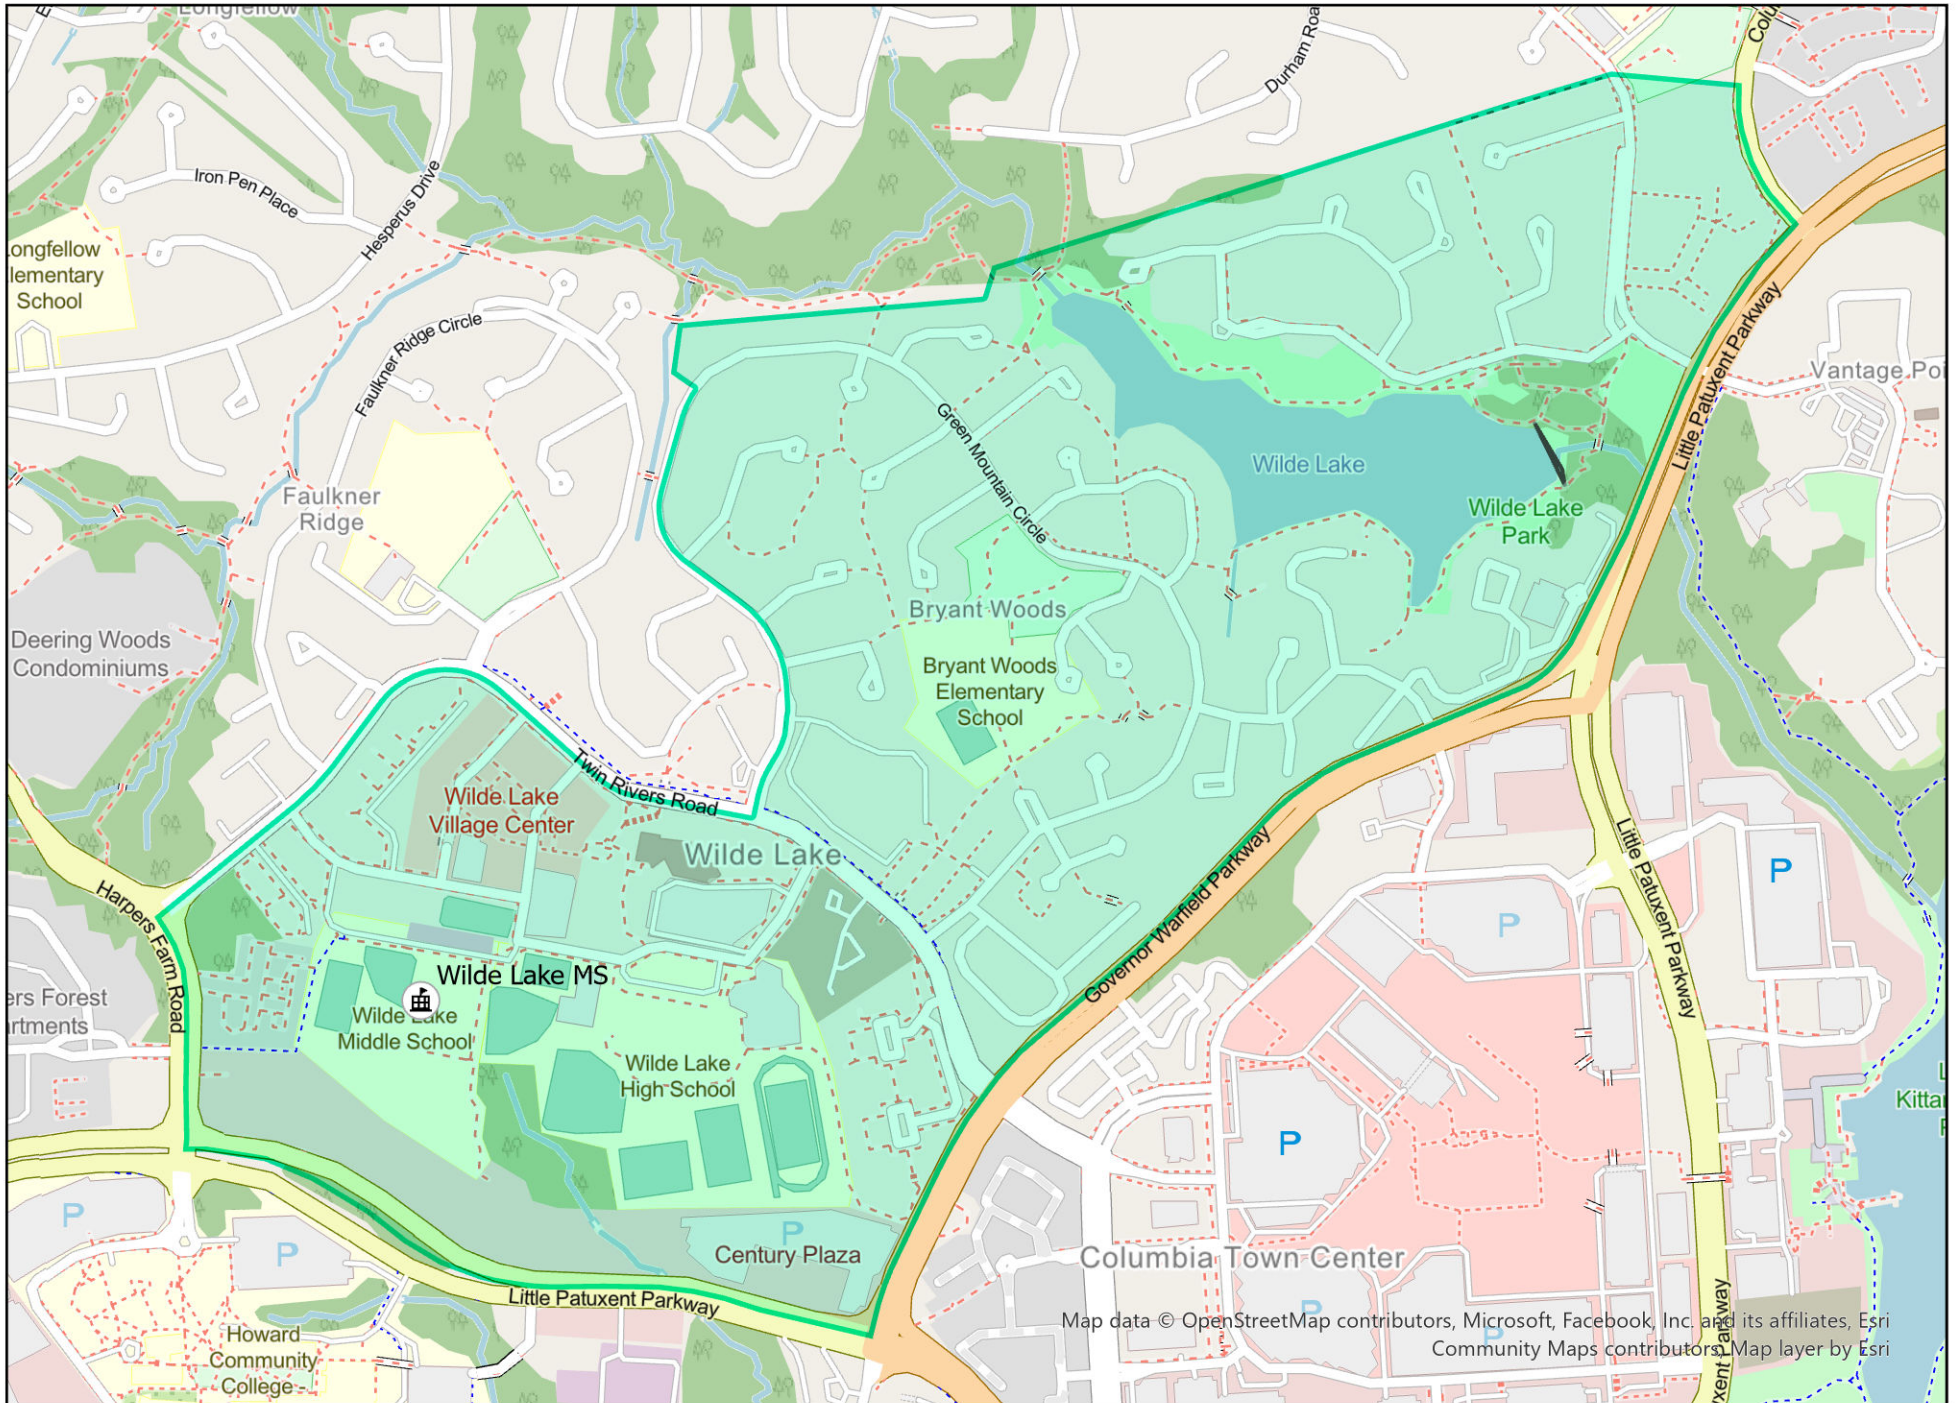 Longfellow
Durham Roa
Colu
Iron Pen Place
Hesperus Drive
ongfellow
lementary
School
Faulkner Ridge Circle
Little Patuxent Parkway
Vantage Poi
Green Mountain Circle
Wilde Lake
Faulkner
Ridge
Wilde Lake
Park
Bryant Woods
Deering Woods
Condominiums
Bryant Woods
Elementary
School
Twin Rivers Road
Wilde Lake
Village Center
Wilde Lake
Little Patuxent Parkway
P
Harpers Farm Road
Governor Warfield Parkway
P
Wilde Lake MS
ers Forest
rtments
Wilde Lake
Middle School
Wilde Lake
High School
L
Kittar
F
P
P
P
P
Century Plaza
Columbia Town Center
Little Patuxent Parkway
P
P
xent Parkway
Howard
Community
College -
Map data © OpenStreetMap contributors, Microsoft, Facebook, Inc. and its affiliates, Esri
Community Maps contributors, Map layer by Esri